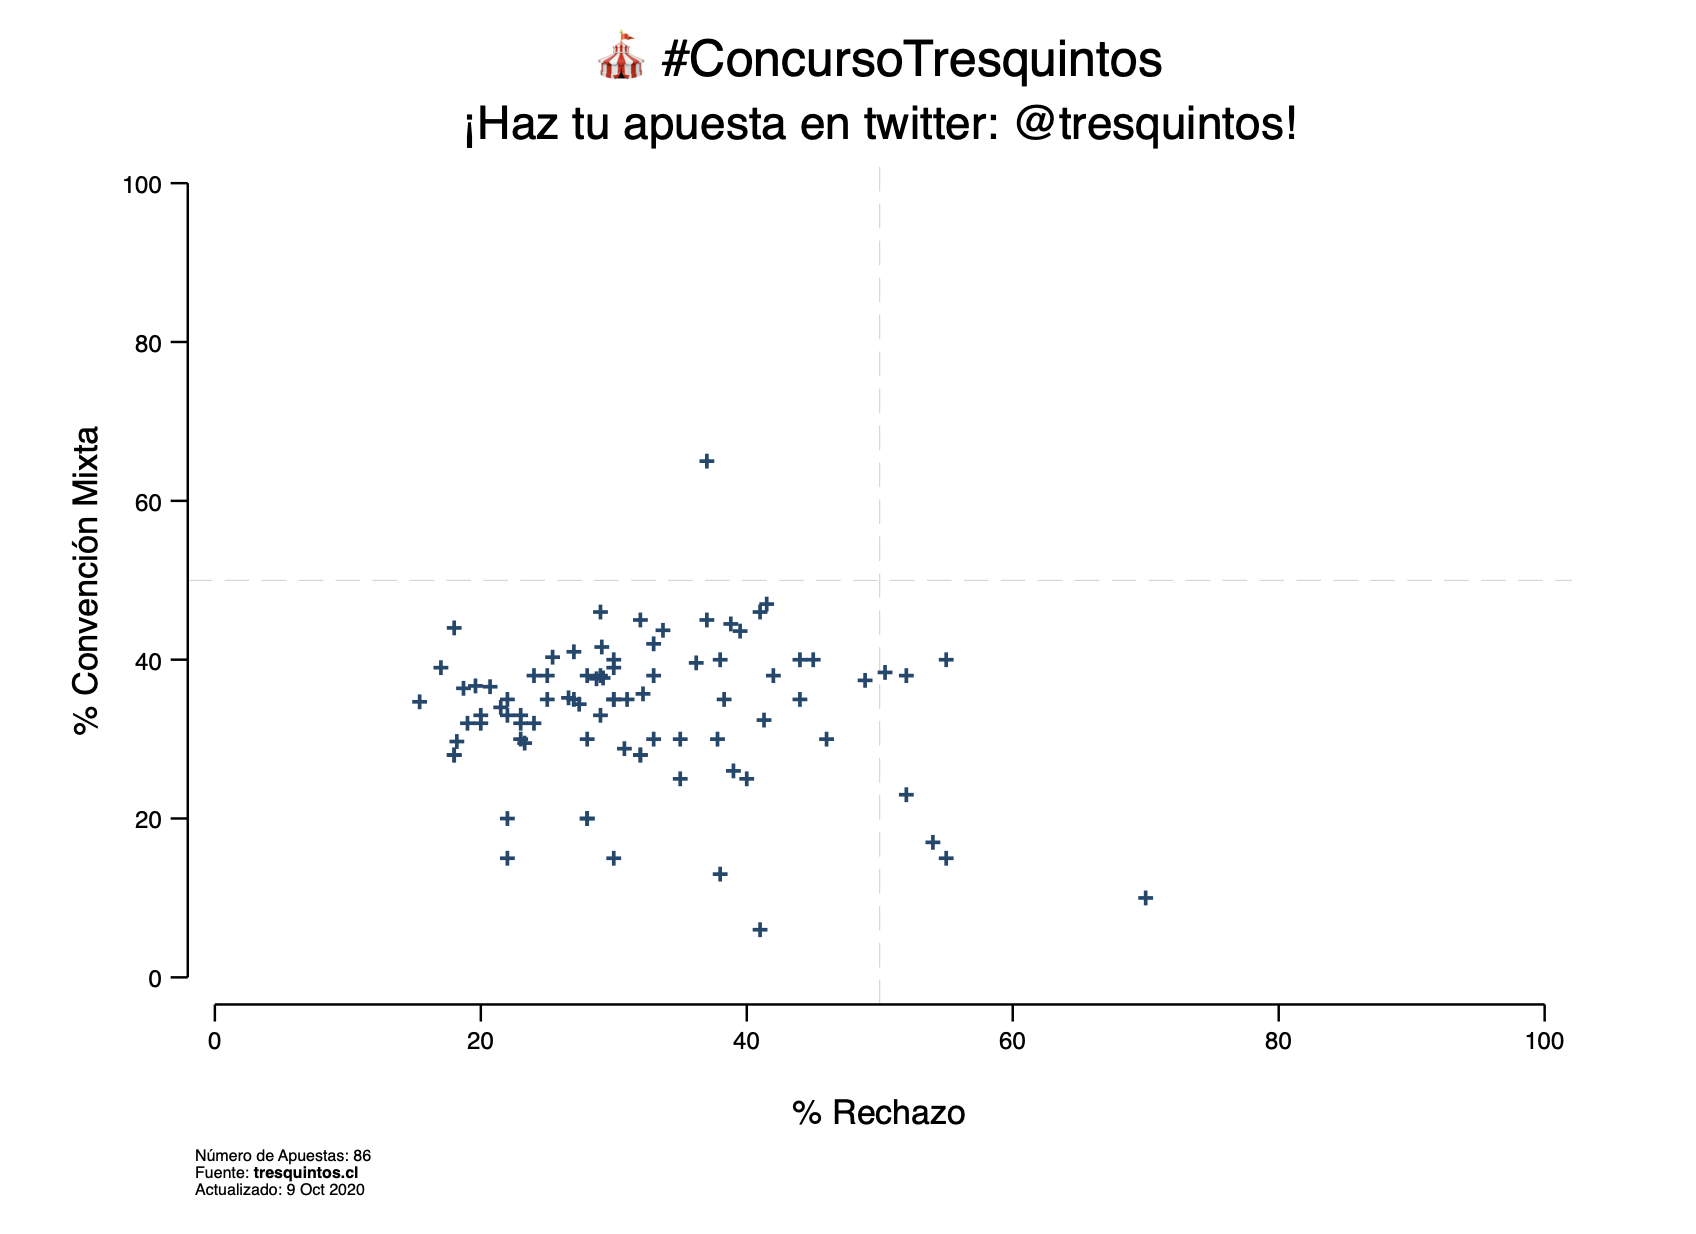 #ConcursoTresquintos
¡Haz tu apuesta en twitter: @tresquintos!
% Convención Mixta
100
80
60
40
20
0
0 20 40 60 80 100
% Rechazo
Número de Apuestas: 86
Fuente: tresquintos.cl
Actualizado: 9 Oct 2020